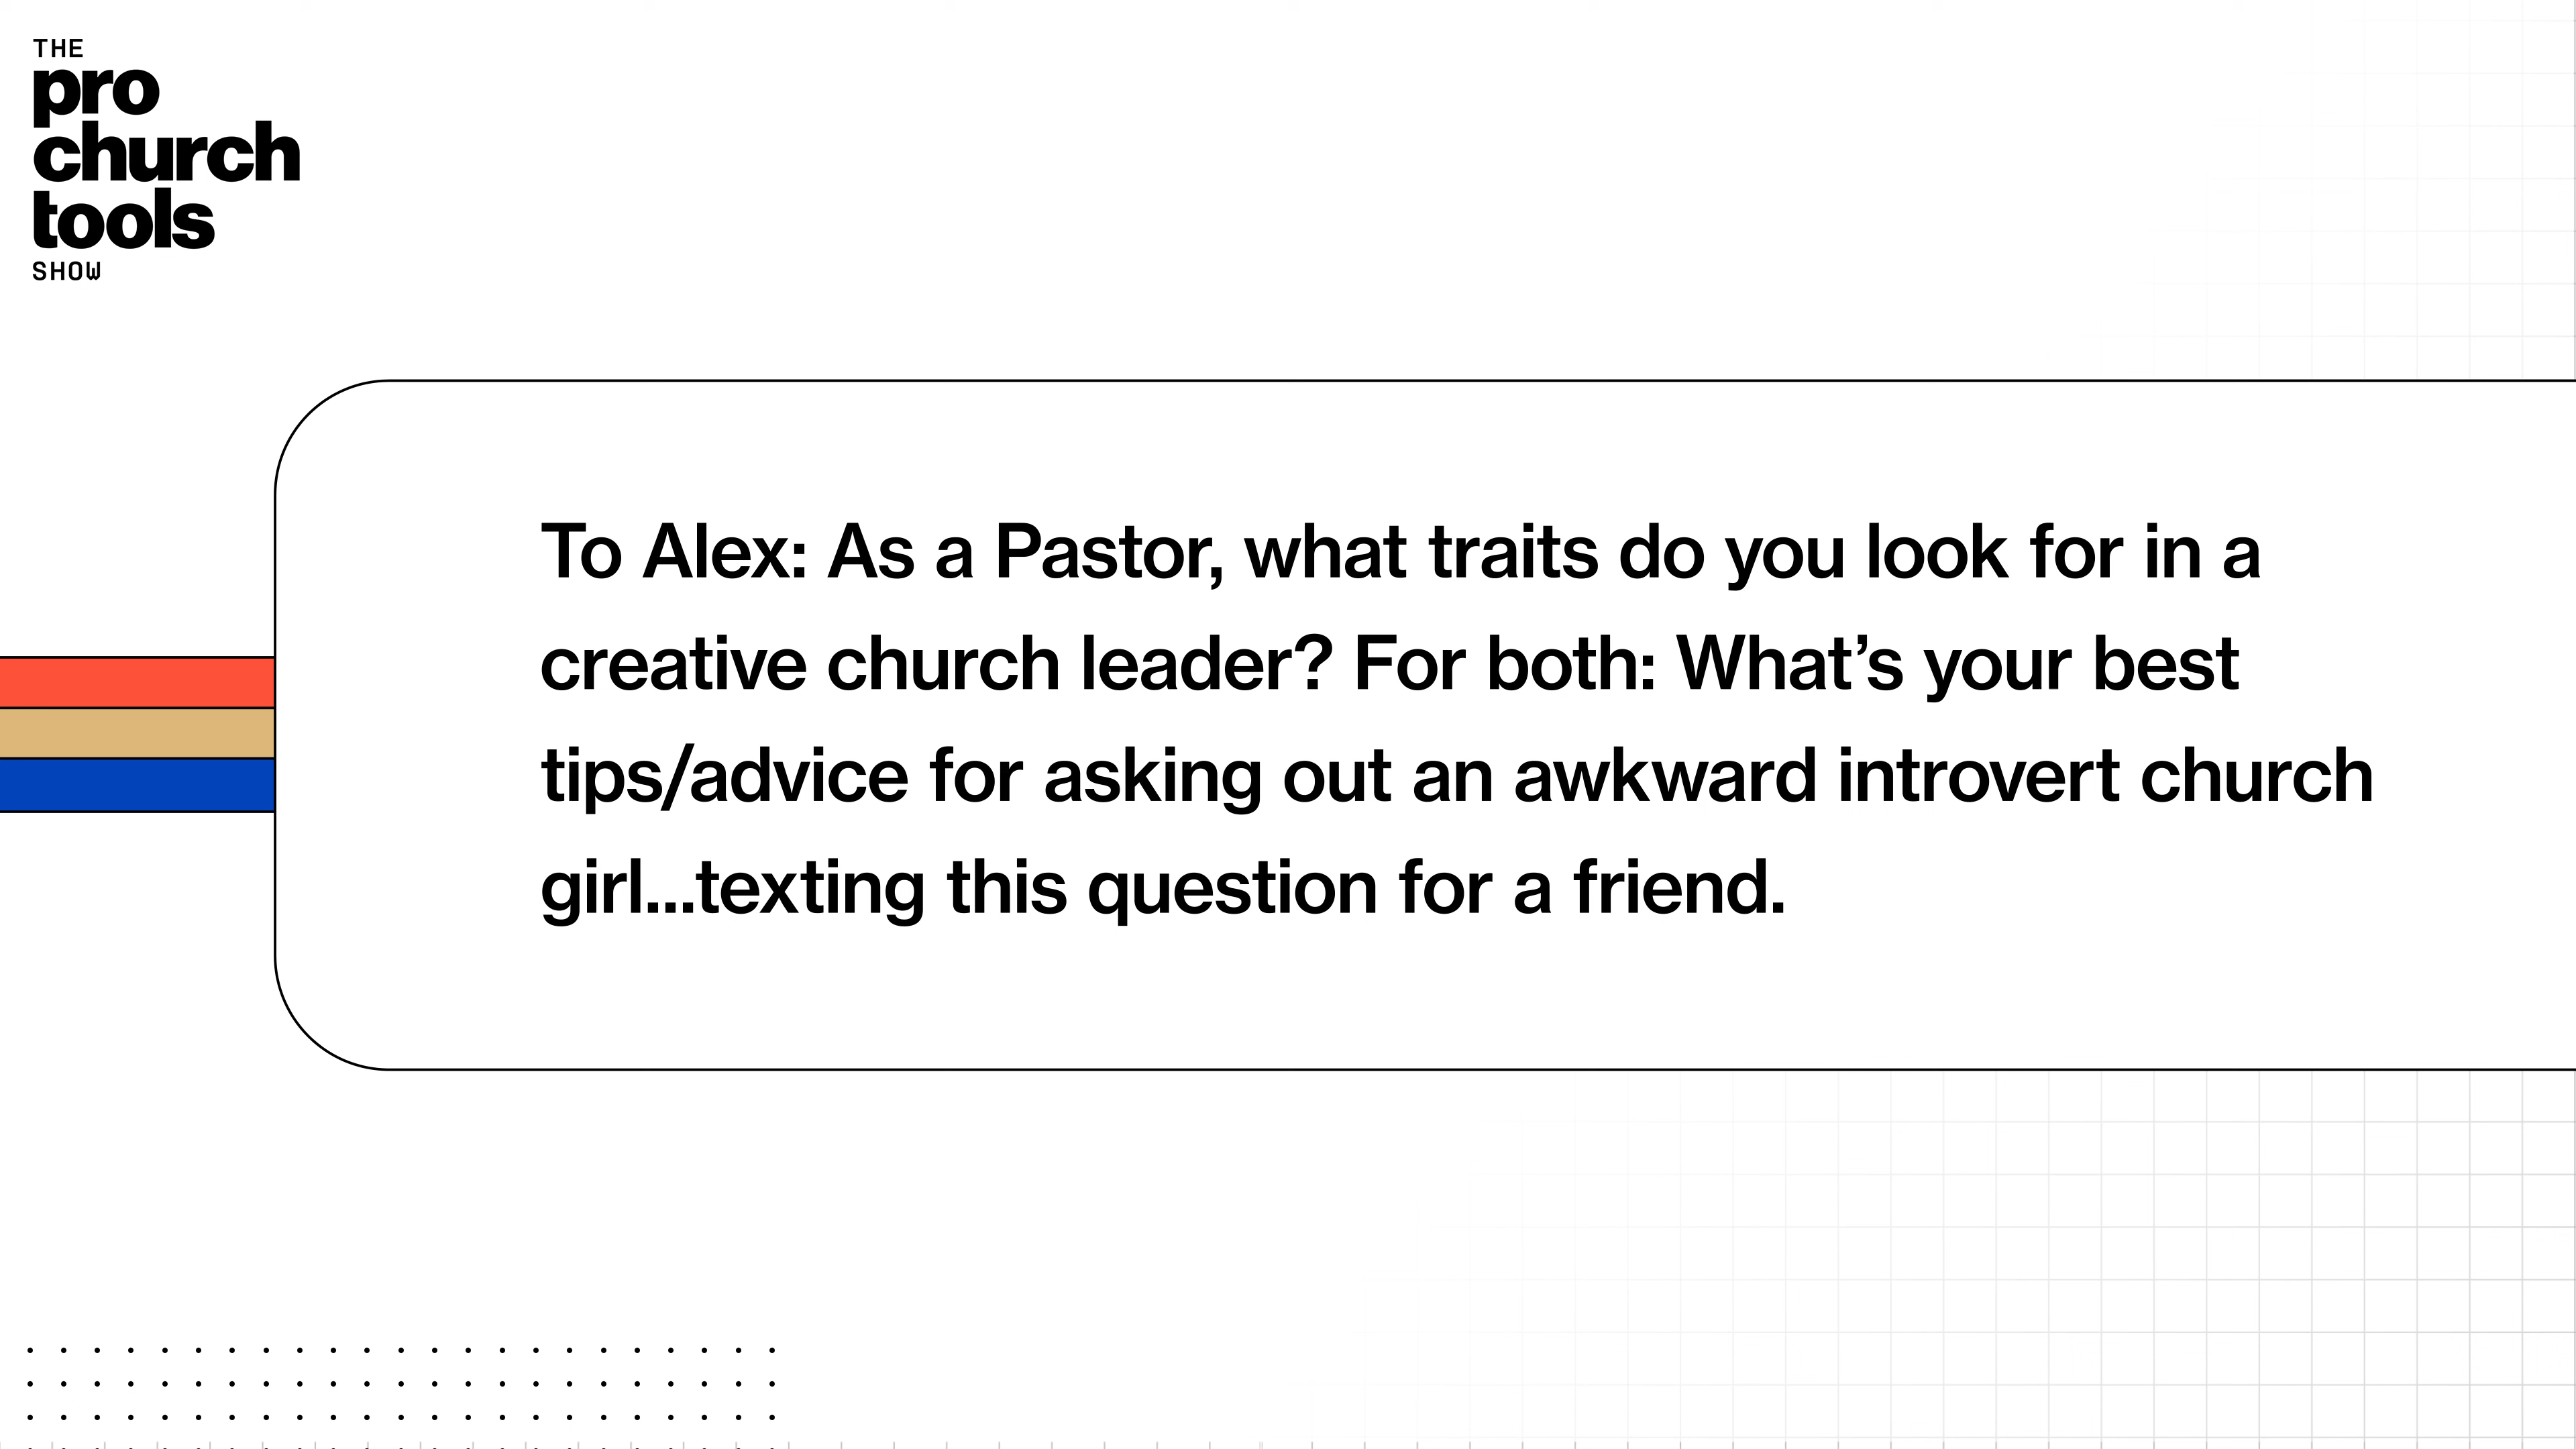 THE
pro
church
tools
SHOW
To Alex: As a Pastor, what traits do you look for in a
creative church leader? For both: What’s your best
tips/advice for asking out an awkward introvert church
girl...texting this question for a friend.